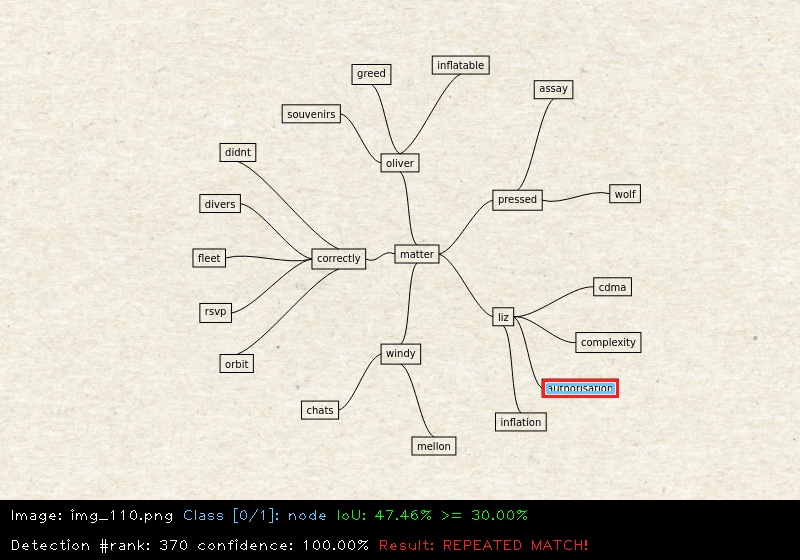 inflatable
greed
assay
souvenirs
didnt
oliver
wolf
pressed
divers
matter
fleet
correctly
cdma
rsvp
liz
complexity
windy
orbit
authorisation
chats
inflation
mellon
Image: img_110.png Class [0/1]: node IoU: 47.46% >= 30.00%
Detection #rank: 370 confidence: 100.00% Result: REPEATED MATCH!